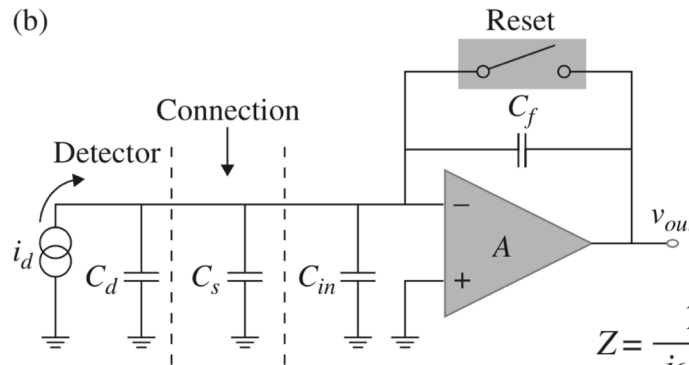 (b)
Reset
C_f
Connection
Detector
i_d
C_d
C_s
C_in
−
+
A
Z =